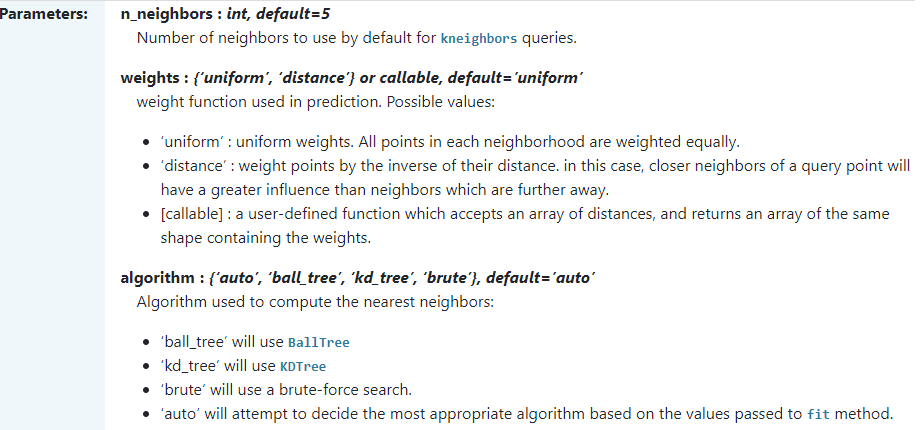 Parameters:
n_neighbors : int, default=5
Number of neighbors to use by default for kneighbors queries.
weights : {‘uniform’, ‘distance’} or callable, default=’uniform’
weight function used in prediction. Possible values:
• ‘uniform’ : uniform weights. All points in each neighborhood are weighted equally.
• ‘distance’ : weight points by the inverse of their distance. in this case, closer neighbors of a query point will
have a greater influence than neighbors which are further away.
• [callable] : a user-defined function which accepts an array of distances, and returns an array of the same
shape containing the weights.
algorithm : {‘auto’, ‘ball_tree’, ‘kd_tree’, ‘brute’}, default=’auto’
Algorithm used to compute the nearest neighbors:
• ‘ball_tree’ will use BallTree
• ‘kd_tree’ will use KDTree
• ‘brute’ will use a brute-force search.
• ‘auto’ will attempt to decide the most appropriate algorithm based on the values passed to fit method.